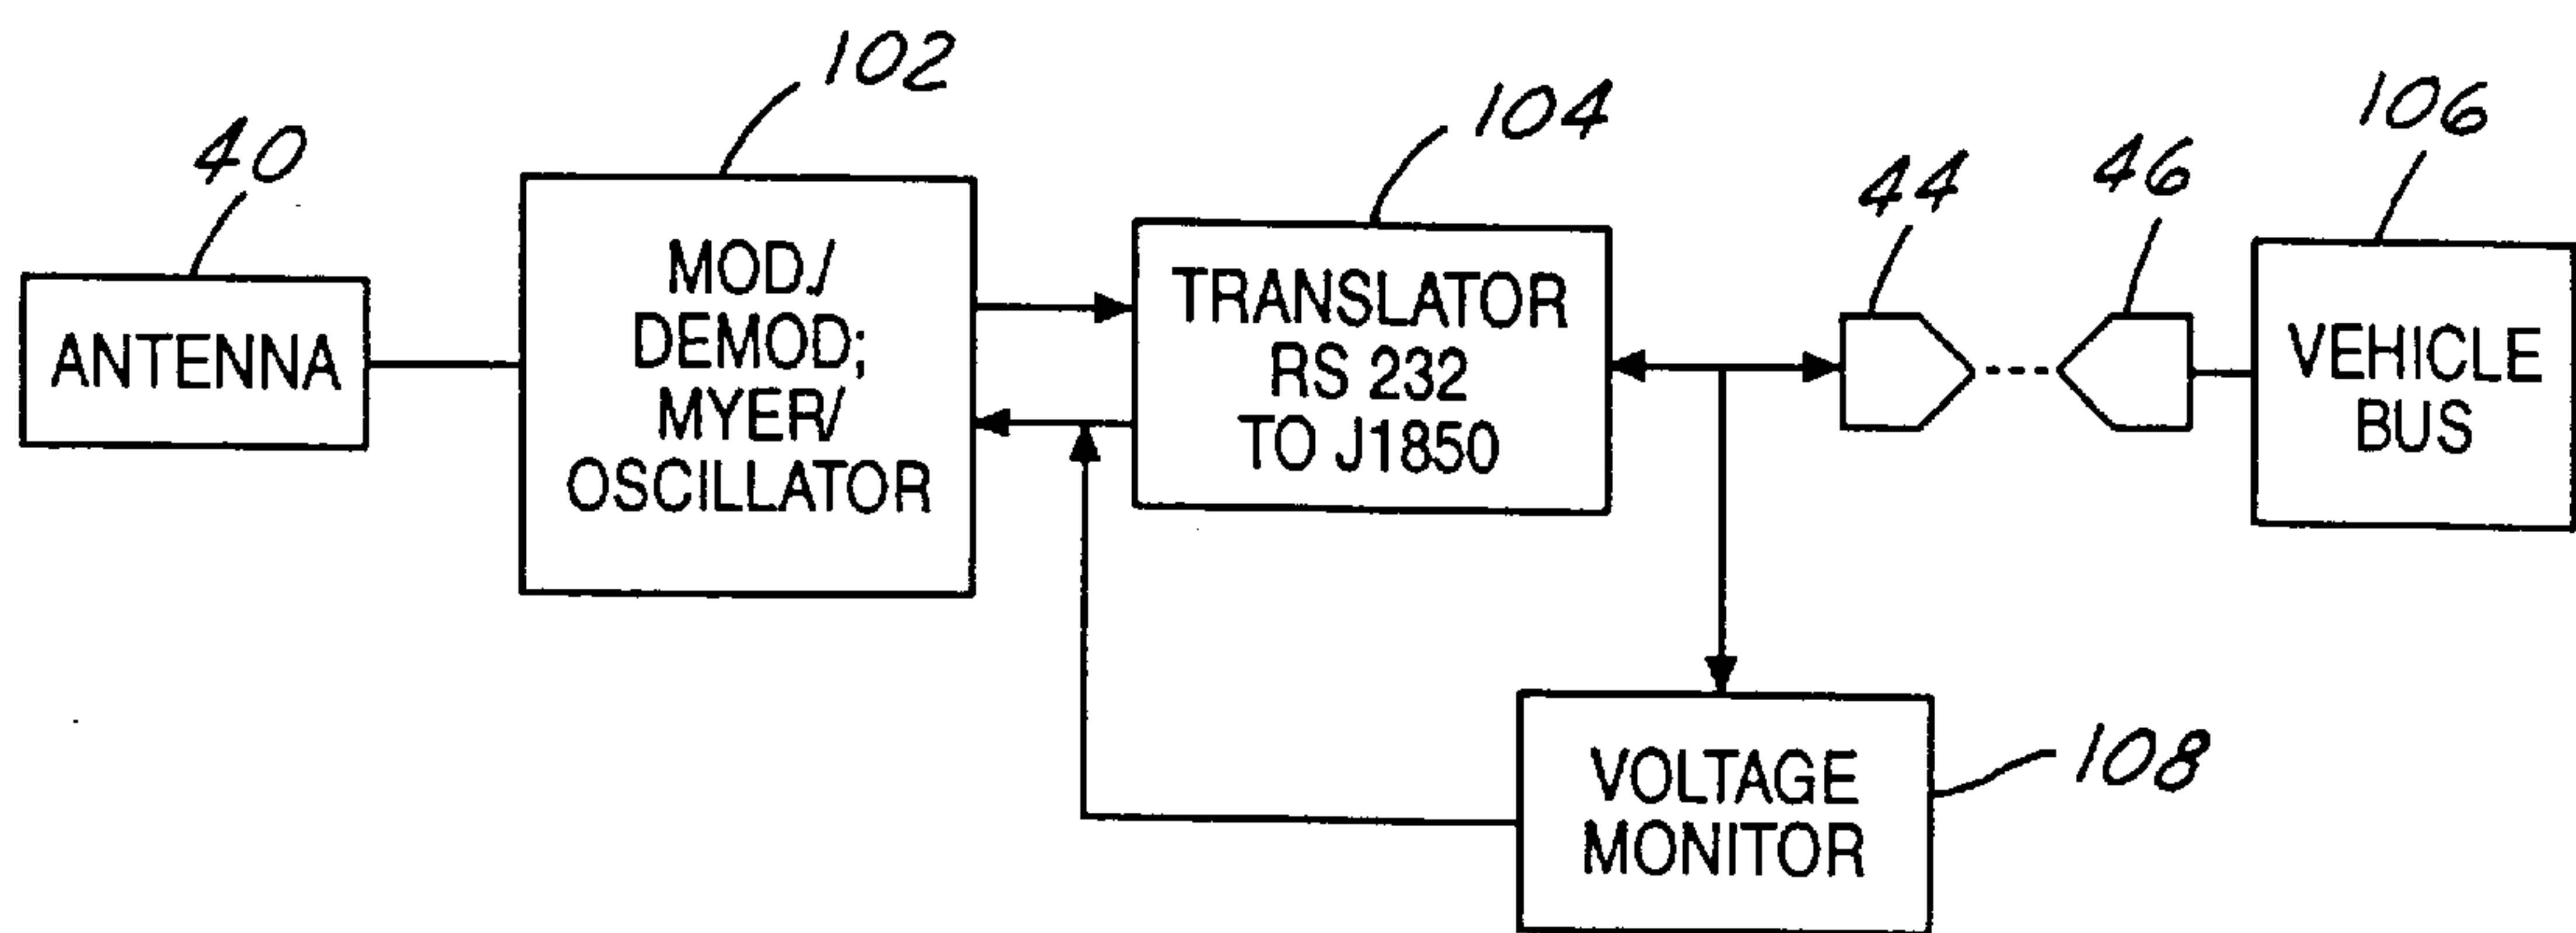 102
104
106
40
44
46
ANTENNA
MOD./
DEMOD;
MYER/
OSCILLATOR
TRANSLATOR
RS 232
TO J1850
VEHICLE
BUS
VOLTAGE
MONITOR
108